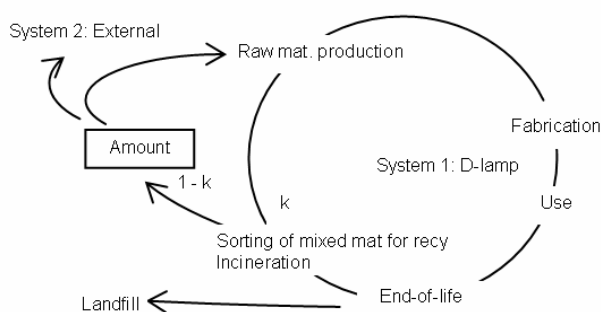 System 2: External
Raw mat. production
Fabrication
Amount
System 1: D-lamp
1 - k
k
Use
Sorting of mixed mat for recy
Incineration
End-of-life
Landfill